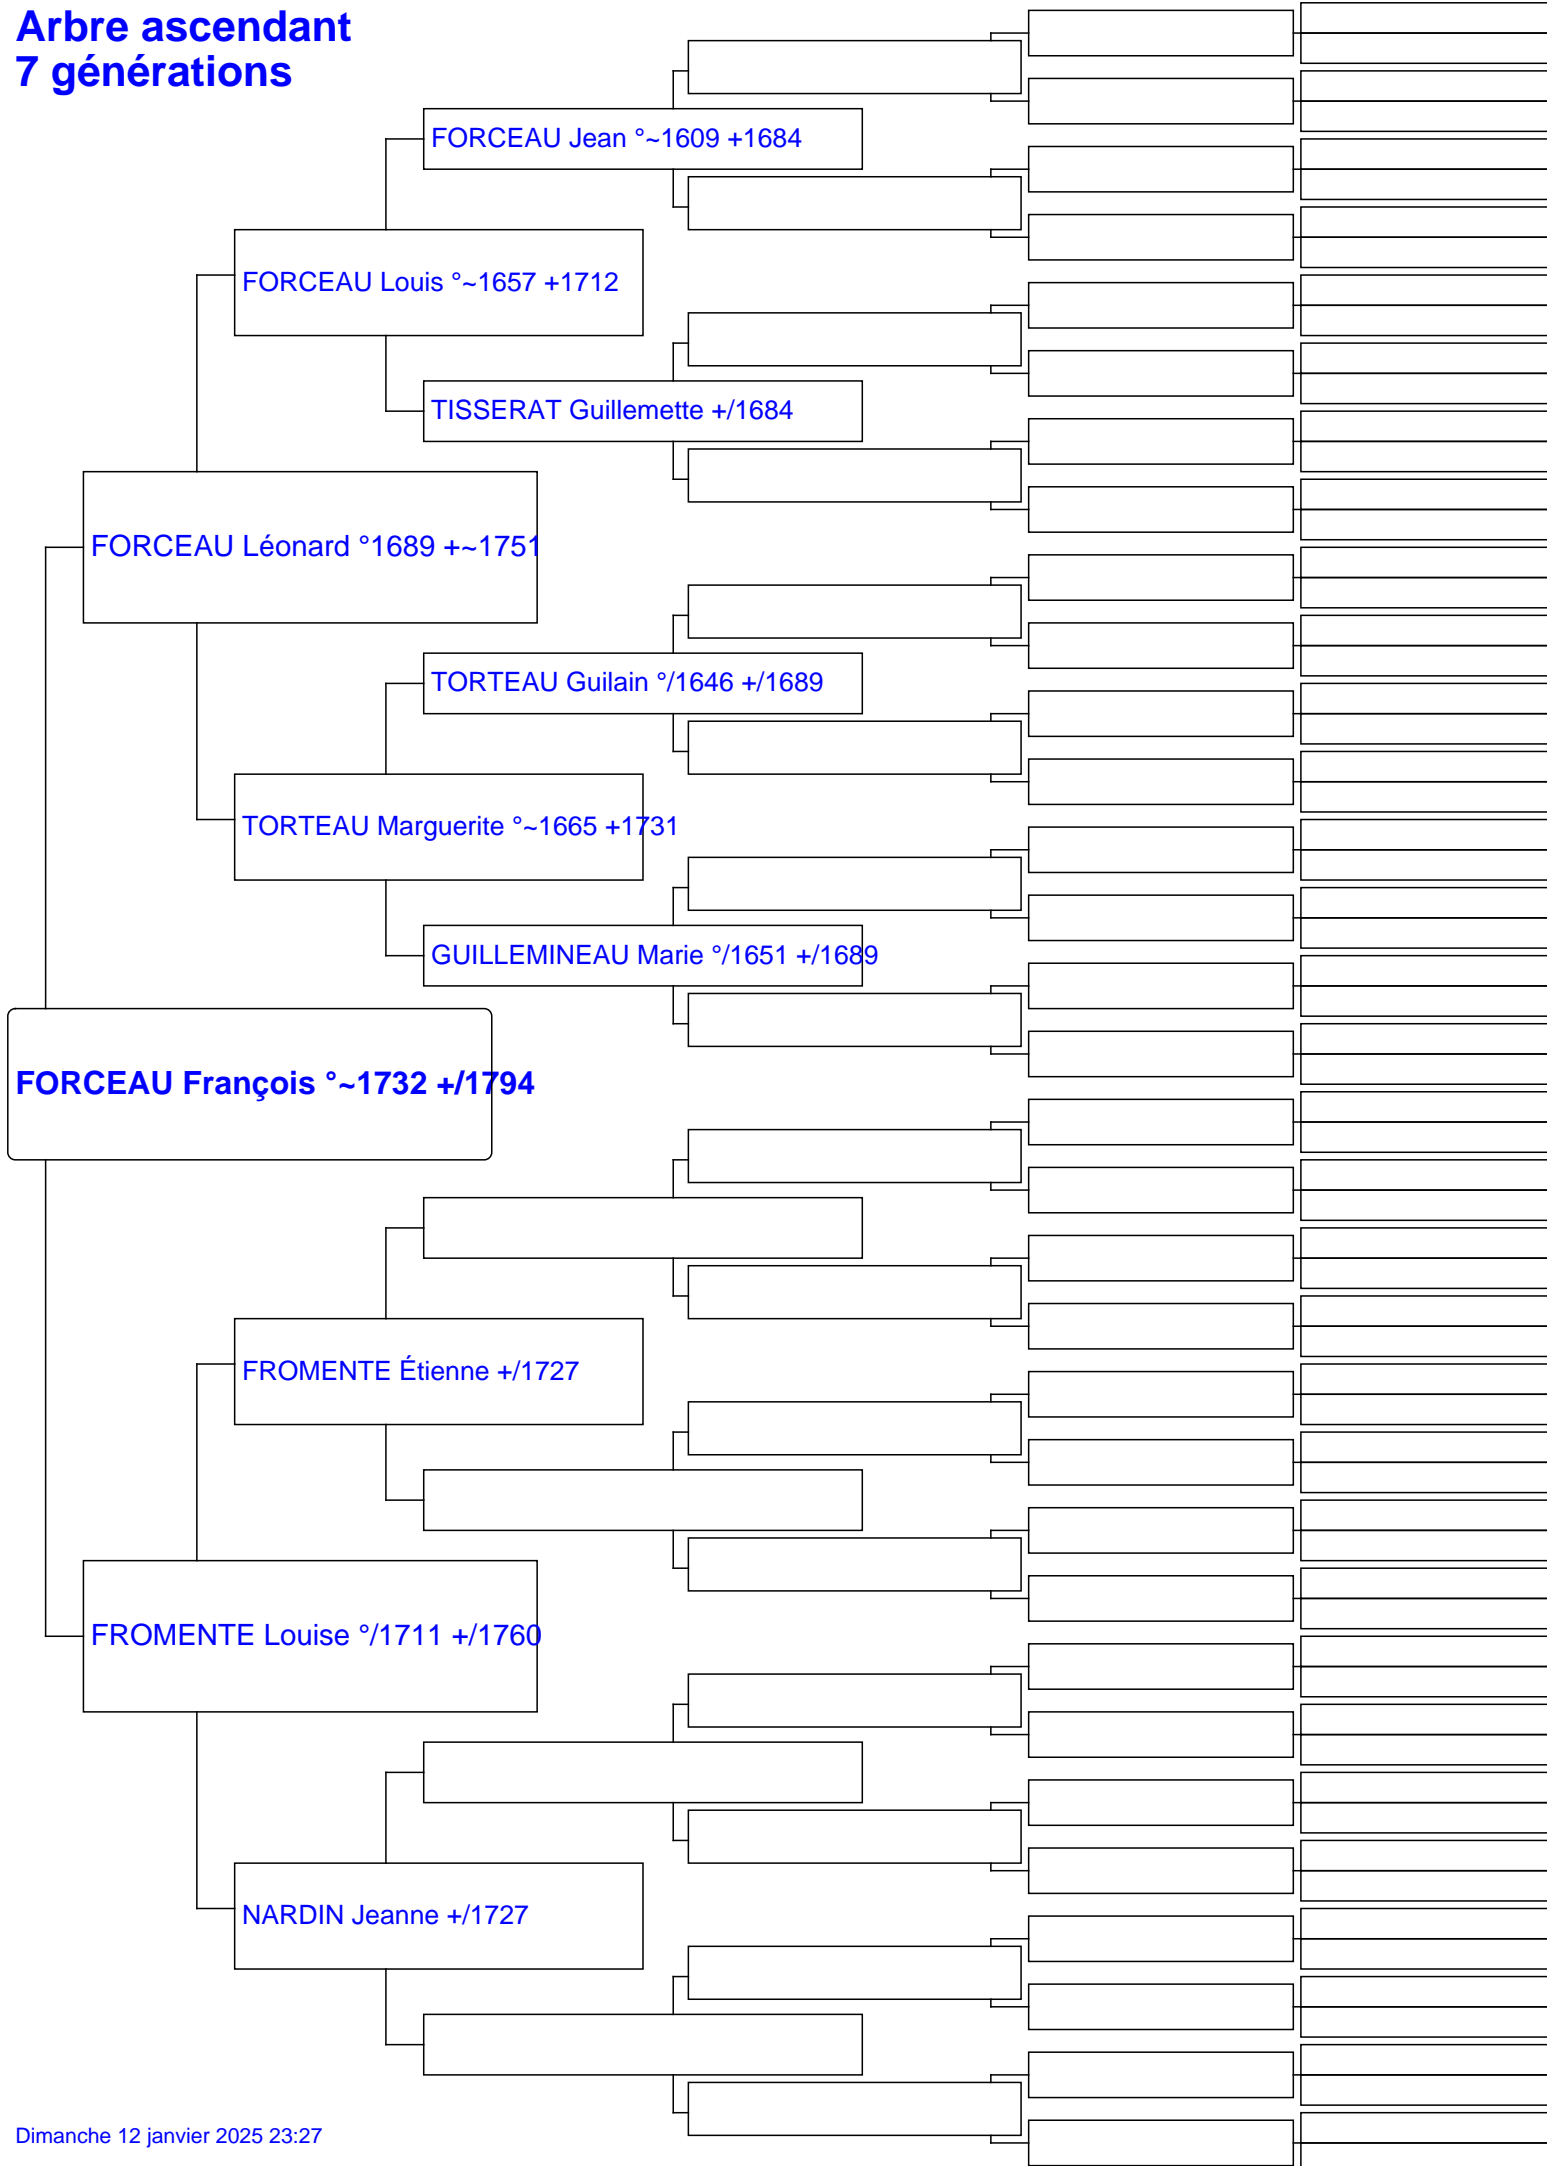 Arbre ascendant
7 générations
FORCEAU Jean °~1609 +1684
FORCEAU Louis °~1657 +1712
TISSERAT Guillemette +/1684
FORCEAU Léonard °1689 +~1751
TORTEAU Guilain °/1646 +/1689
TORTEAU Marguerite °~1665 +1731
GUILLEMINEAU Marie °/1651 +/1689
FORCEAU François °~1732 +/1794
FROMENTE Étienne +/1727
FROMENTE Louise °/1711 +/1760
NARDIN Jeanne +/1727
Dimanche 12 janvier 2025 23:27